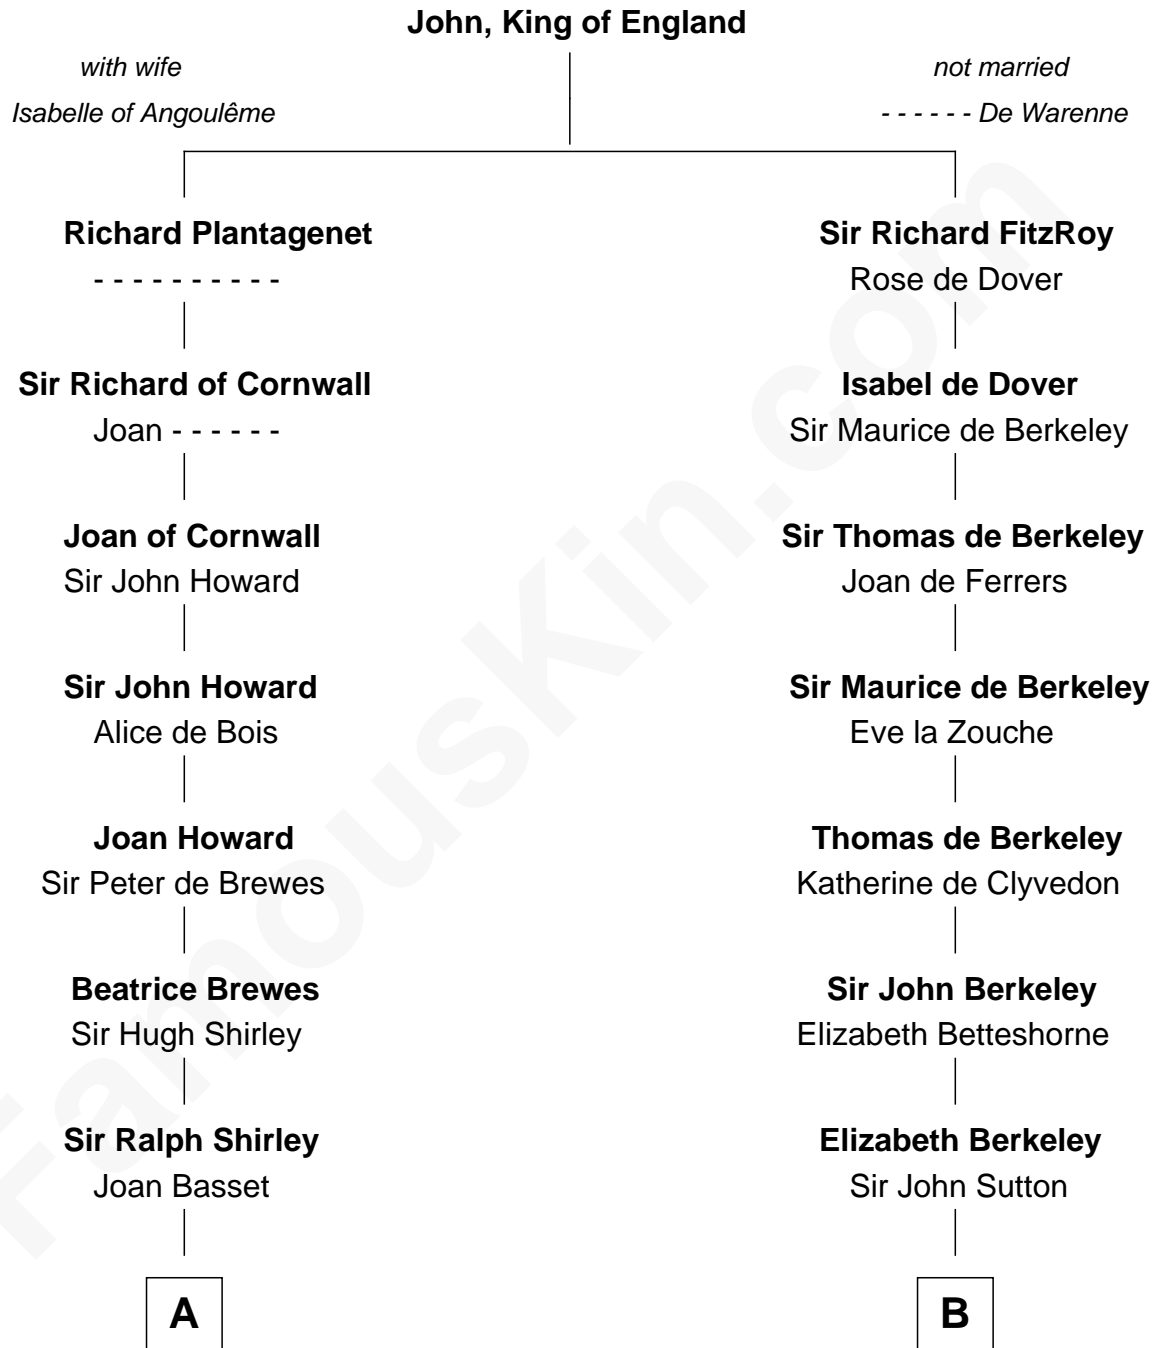 John, King of England
with wife
Isabelle of Angoulême
not married
- - - - - - De Warenne
Richard Plantagenet
- - - - - - - - - -
Sir Richard FitzRoy
Rose de Dover
Sir Richard of Cornwall
Joan - - - - - -
Isabel de Dover
Sir Maurice de Berkeley
Joan of Cornwall
Sir John Howard
Sir Thomas de Berkeley
Joan de Ferrers
Sir John Howard
Alice de Bois
Sir Maurice de Berkeley
Eve la Zouche
Joan Howard
Sir Peter de Brewes
Thomas de Berkeley
Katherine de Clyvedon
Beatrice Brewes
Sir Hugh Shirley
Sir John Berkeley
Elizabeth Betteshorne
Sir Ralph Shirley
Joan Basset
Elizabeth Berkeley
Sir John Sutton
A
B
FamousKin.com